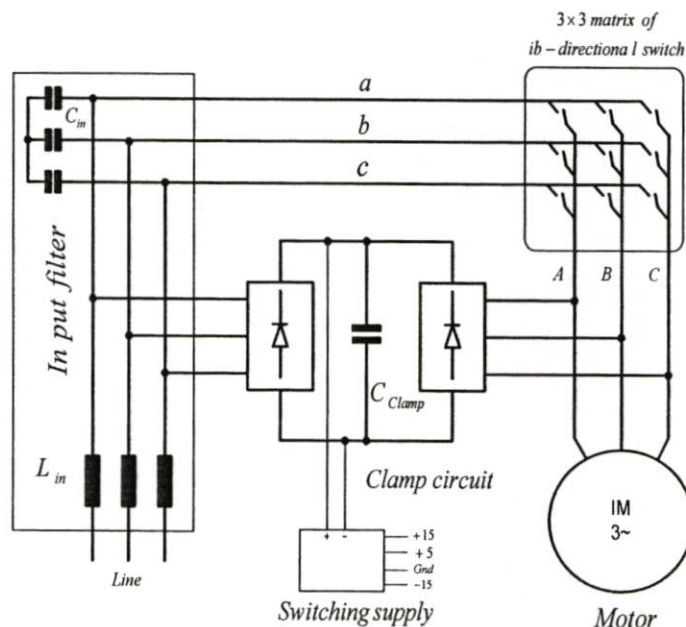 3×3 matrix of
ib – directiona l switch
a
C in
b
c
In put filter
A B C
C Clamp
L in
Clamp circuit
IM
3~
+ -
+15
+5
Gnd
-15
Line
Switching supply
Motor